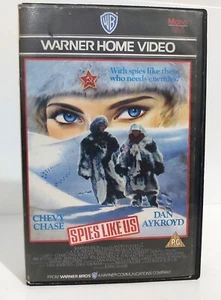 WB
WARNER HOME VIDEO
With spies like these
who needs enemies?
CHEVY
CHASE
DAN
AYKROYD
SPIES LIKE US
PG
FROM WARNER BROS A WARNER COMMUNICATIONS COMPANY